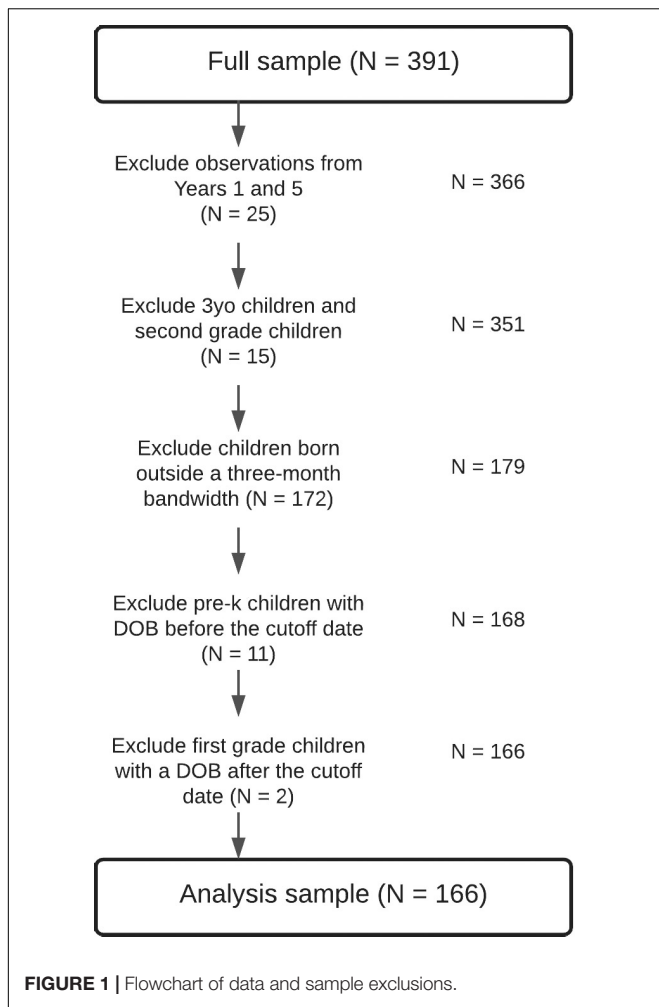 Full sample (N = 391)
Exclude observations from
Years 1 and 5
(N = 25)
N = 366
Exclude 3yo children and
second grade children
(N = 15)
N = 351
Exclude children born
outside a three-month
bandwidth (N = 172)
N = 179
Exclude pre-k children with
DOB before the cutoff date
(N = 11)
N = 168
Exclude first grade children
with a DOB after the cutoff
date (N = 2)
N = 166
Analysis sample (N = 166)
FIGURE 1 | Flowchart of data and sample exclusions.